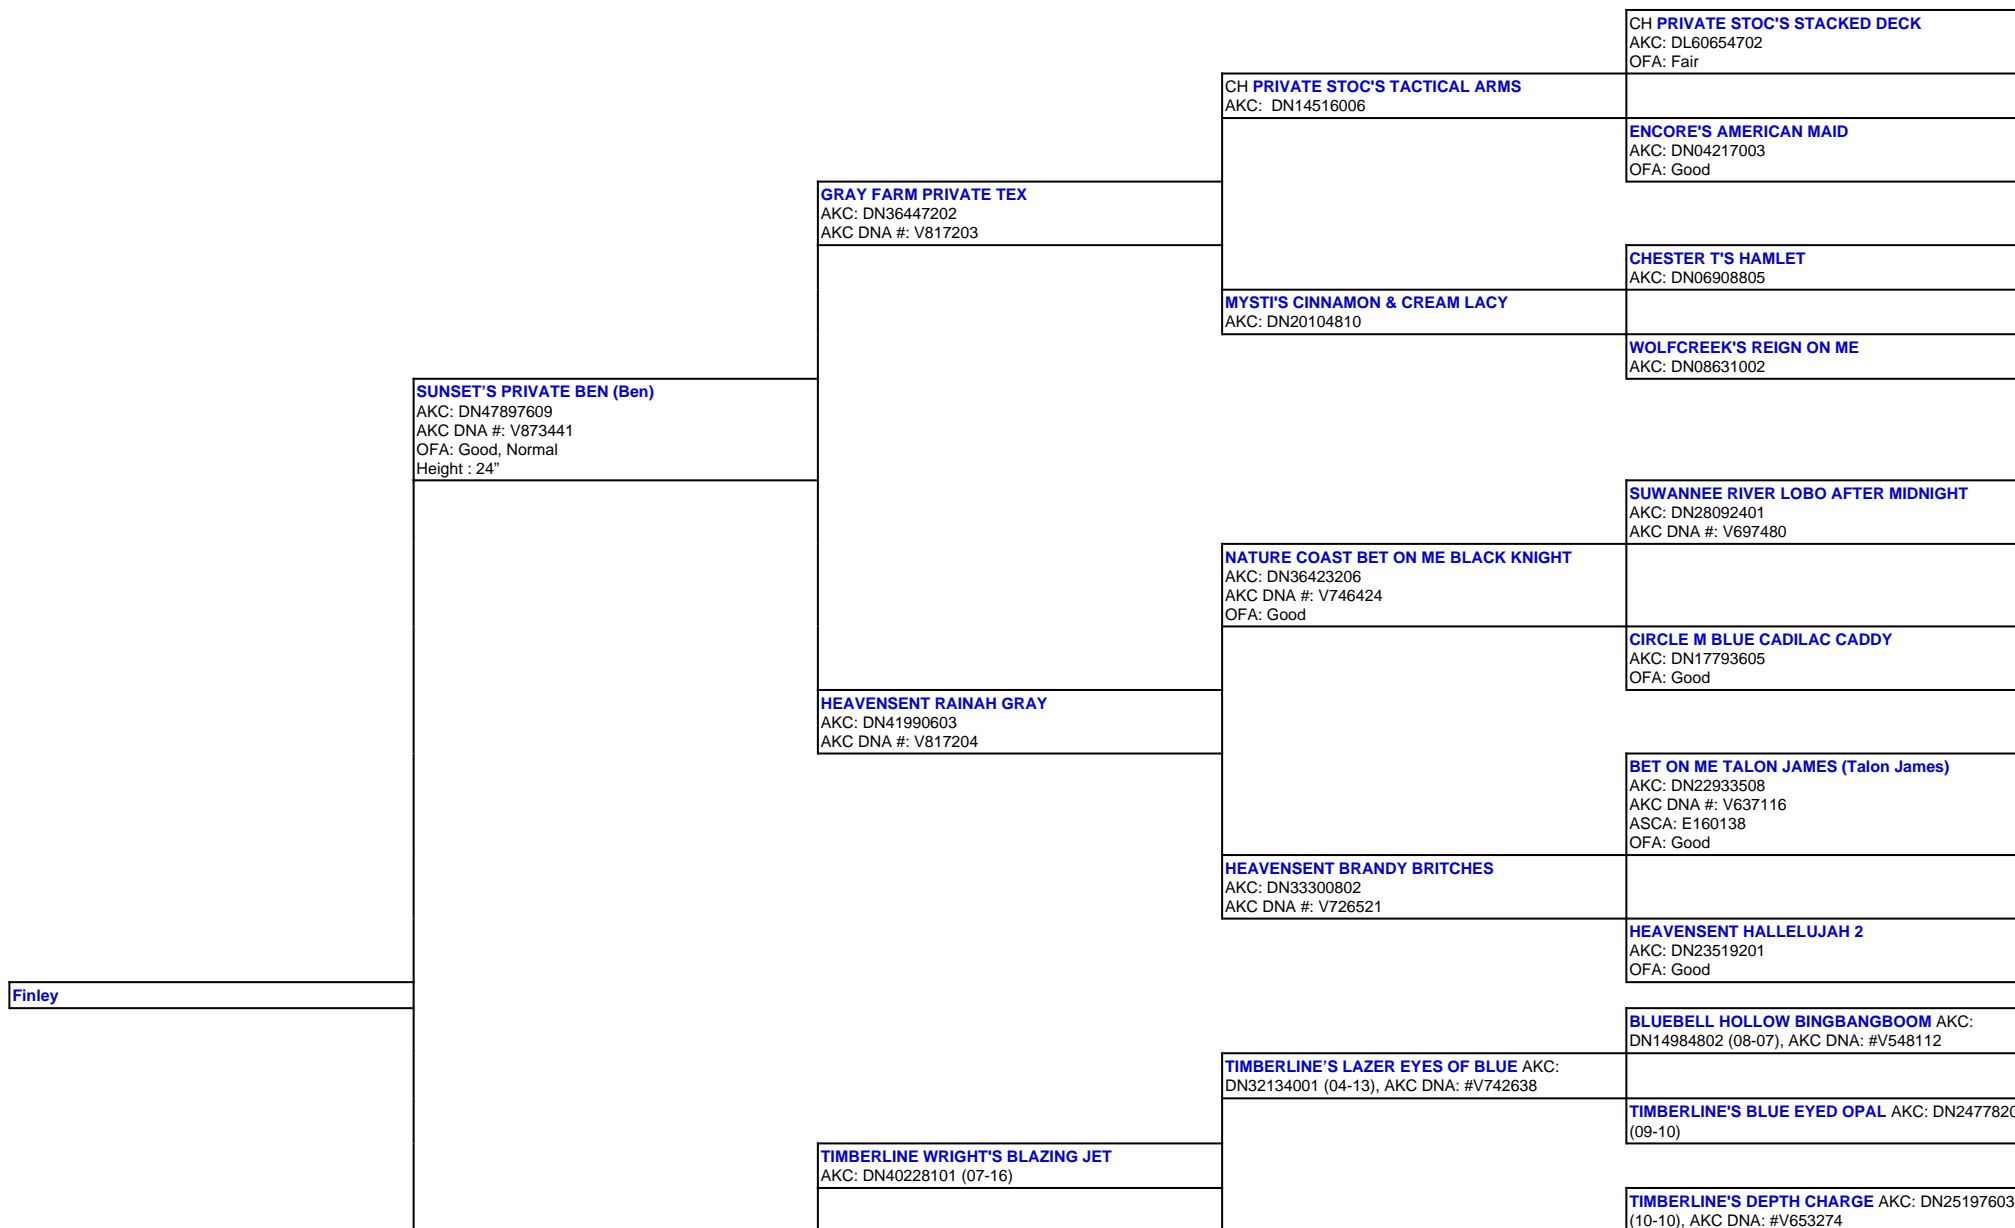 CH PRIVATE STOC'S STACKED DECK
AKC: DL60654702
OFA: Fair
CH PRIVATE STOC'S TACTICAL ARMS
AKC:  DN14516006
ENCORE'S AMERICAN MAID
AKC: DN04217003
OFA: Good
GRAY FARM PRIVATE TEX
AKC: DN36447202
AKC DNA #: V817203
CHESTER T'S HAMLET
AKC: DN06908805
MYSTI'S CINNAMON & CREAM LACY
AKC: DN20104810
WOLFCREEK'S REIGN ON ME
AKC: DN08631002
SUNSET’S PRIVATE BEN (Ben)
AKC: DN47897609
AKC DNA #: V873441
OFA: Good, Normal
Height : 24”
SUWANNEE RIVER LOBO AFTER MIDNIGHT
AKC: DN28092401
AKC DNA #: V697480
NATURE COAST BET ON ME BLACK KNIGHT
AKC: DN36423206
AKC DNA #: V746424
OFA: Good
CIRCLE M BLUE CADILAC CADDY
AKC: DN17793605
OFA: Good
HEAVENSENT RAINAH GRAY
AKC: DN41990603
AKC DNA #: V817204
BET ON ME TALON JAMES (Talon James)
AKC: DN22933508
AKC DNA #: V637116
ASCA: E160138
OFA: Good
HEAVENSENT BRANDY BRITCHES
AKC: DN33300802
AKC DNA #: V726521
HEAVENSENT HALLELUJAH 2
AKC: DN23519201
OFA: Good
Finley
BLUEBELL HOLLOW BINGBANGBOOM AKC:
DN14984802 (08-07), AKC DNA: #V548112
TIMBERLINE’S LAZER EYES OF BLUE AKC:
DN32134001 (04-13), AKC DNA: #V742638
TIMBERLINE'S BLUE EYED OPAL AKC: DN2477820
(09-10)
TIMBERLINE WRIGHT'S BLAZING JET
AKC: DN40228101 (07-16)
TIMBERLINE'S DEPTH CHARGE AKC: DN25197603
(10-10), AKC DNA: #V653274